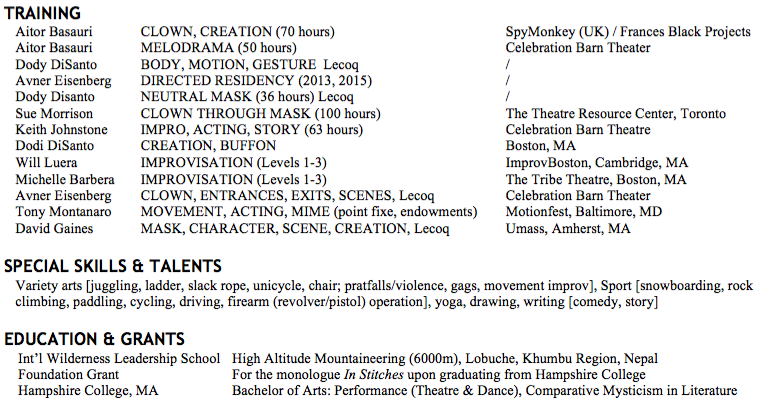 TRAINING
Aitor Basauri CLOWN, CREATION (70 hours) SpyMonkey (UK) / Frances Black Projects
Aitor Basauri MELODRAMA (50 hours) Celebration Barn Theater
Dody DiSanto BODY, MOTION, GESTURE Lecoq /
Avner Eisenberg DIRECTED RESIDENCY (2013, 2015) /
Dody Disanto NEUTRAL MASK (36 hours) Lecoq /
Sue Morrison CLOWN THROUGH MASK (100 hours) The Theatre Resource Center, Toronto
Keith Johnstone IMPRO, ACTING, STORY (63 hours) Celebration Barn Theatre
Dodi DiSanto CREATION, BUFFON Boston, MA
Will Luera IMPROVISATION (Levels 1-3) ImprovBoston, Cambridge, MA
Michelle Barbera IMPROVISATION (Levels 1-3) The Tribe Theatre, Boston, MA
Avner Eisenberg CLOWN, ENTRANCES, EXITS, SCENES, Lecoq Celebration Barn Theater
Tony Montanaro MOVEMENT, ACTING, MIME (point fixe, endowments) Motionfest, Baltimore, MD
David Gaines MASK, CHARACTER, SCENE, CREATION, Lecoq Umass, Amherst, MA
SPECIAL SKILLS & TALENTS
Variety arts [juggling, ladder, slack rope, unicycle, chair; pratfalls/violence, gags, movement improv], Sport [snowboarding, rock
climbing, paddling, cycling, driving, firearm (revolver/pistol) operation], yoga, drawing, writing [comedy, story]
EDUCATION & GRANTS
Int'l Wilderness Leadership School High Altitude Mountaineering (6000m), Lobuche, Khumbu Region, Nepal
Foundation Grant For the monologue In Stitches upon graduating from Hampshire College
Hampshire College, MA Bachelor of Arts: Performance (Theatre & Dance), Comparative Mysticism in Literature